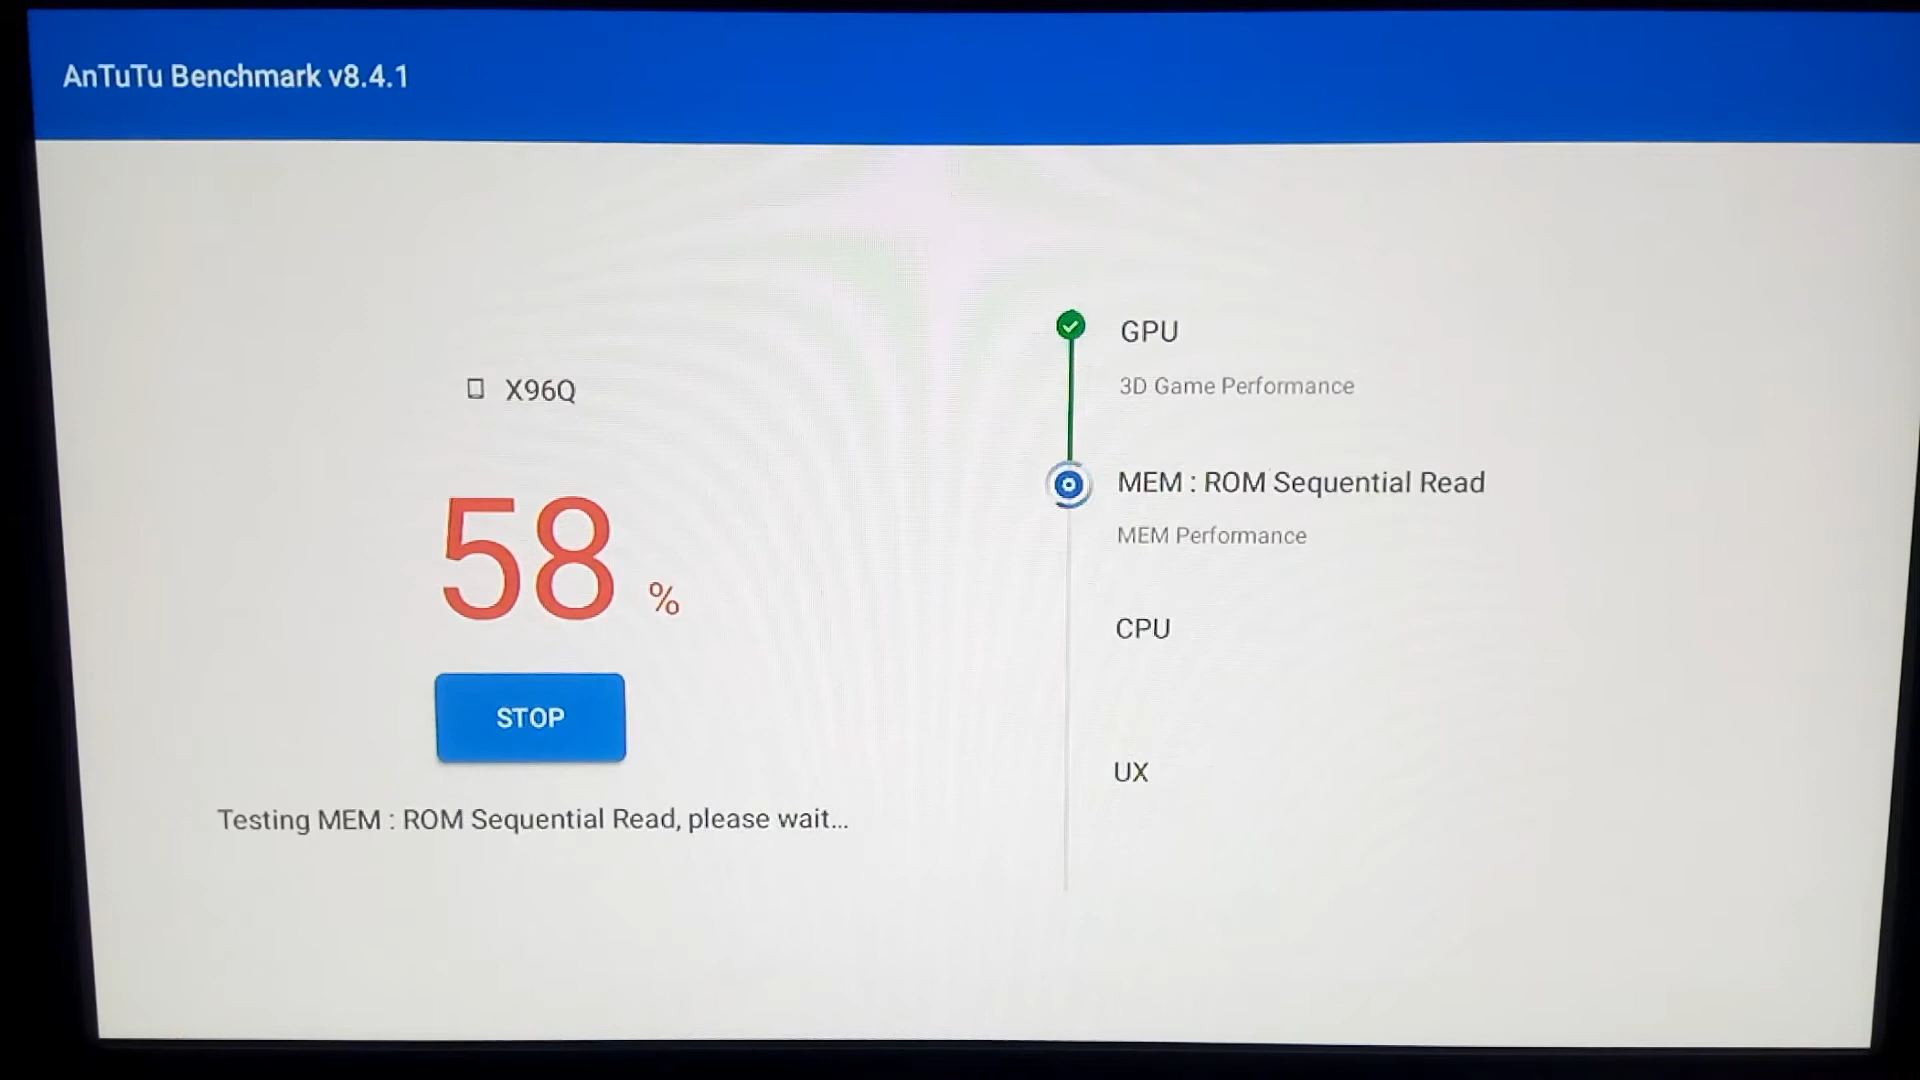 AnTuTu Benchmark v8.4.1
X96Q
58 %
STOP
Testing MEM : ROM Sequential Read, please wait...
GPU
3D Game Performance
MEM : ROM Sequential Read
MEM Performance
CPU
UX